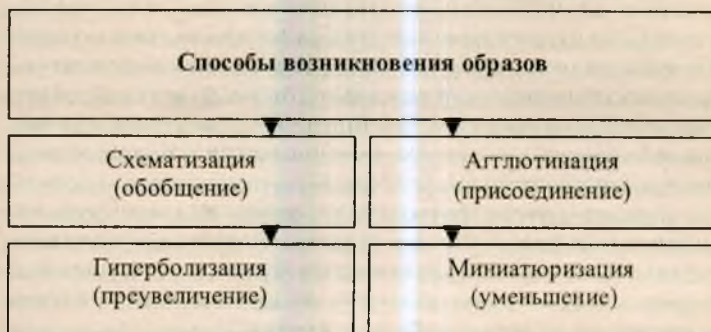 Способы возникновения образов
Схематизация
(обобщение)
Агглютинация
(присоединение)
Гиперболизация
(преувеличение)
Миниатюризация
(уменьшение)